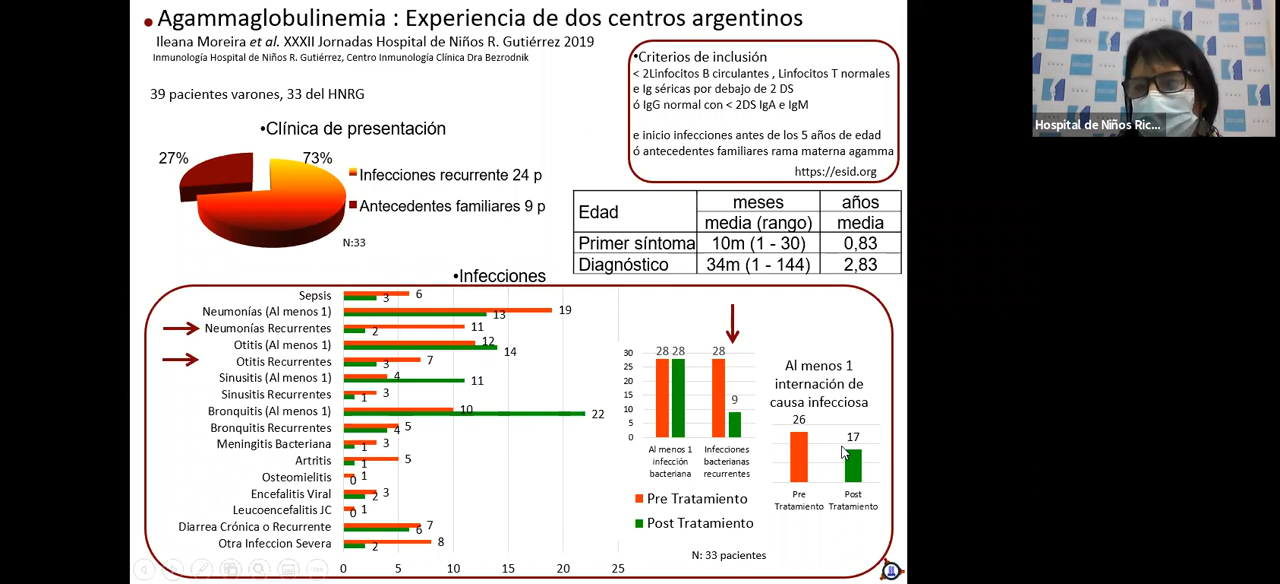 Agammaglobulinemia : Experiencia de dos centros argentinos
Ileana Moreira et al. XXXII Jornadas Hospital de Niños R. Gutiérrez 2019
Inmunología Hospital de Niños R. Gutiérrez, Centro Inmunología Clínica Dra Bezrodnik
39 pacientes varones, 33 del HNRG
•Criterios de inclusión
< 2Linfocitos B circulantes , Linfocitos T normales
e Ig séricas por debajo de 2 DS
ó IgG normal con < 2DS IgA e IgM
e inicio infecciones antes de los 5 años de edad
ó antecedentes familiares rama materna agamma
https://esid.org
•Clínica de presentación
27%
73%
Infecciones recurrente 24 p
Antecedentes familiares 9 p
N:33
Edad meses años
media (rango) media
Primer síntoma 10m (1 - 30) 0,83
Diagnóstico 34m (1 - 144) 2,83
•Infecciones
Sepsis 6 3
Neumonías (Al menos 1) 19 13
Neumonías Recurrentes 11 2
Otitis (Al menos 1) 12 14
Otitis Recurrentes 7 3
Sinusitis (Al menos 1) 4 11
Sinusitis Recurrentes 3 1
Bronquitis (Al menos 1) 10 22
Bronquitis Recurrentes 5 4
Meningitis Bacteriana 3 1
Artritis 5 1
Osteomielitis 1 0
Encefalitis Viral 3 2
Leucoencefalitis JC 1 0
Diarrea Crónica o Recurrente 7 6
Otra Infeccion Severa 8 2
0 5 10 15 20 25
30
25
20
15
10
5
0
28 28 28 9
Al menos 1
infección
bacteriana
Infecciones
bacterianas
recurrentes
Pre Tratamiento
Post Tratamiento
Al menos 1
internación de
causa infecciosa
26
17
Pre
Tratamiento
Post
Tratamiento
N: 33 pacientes
Hospital de Niños Ric...